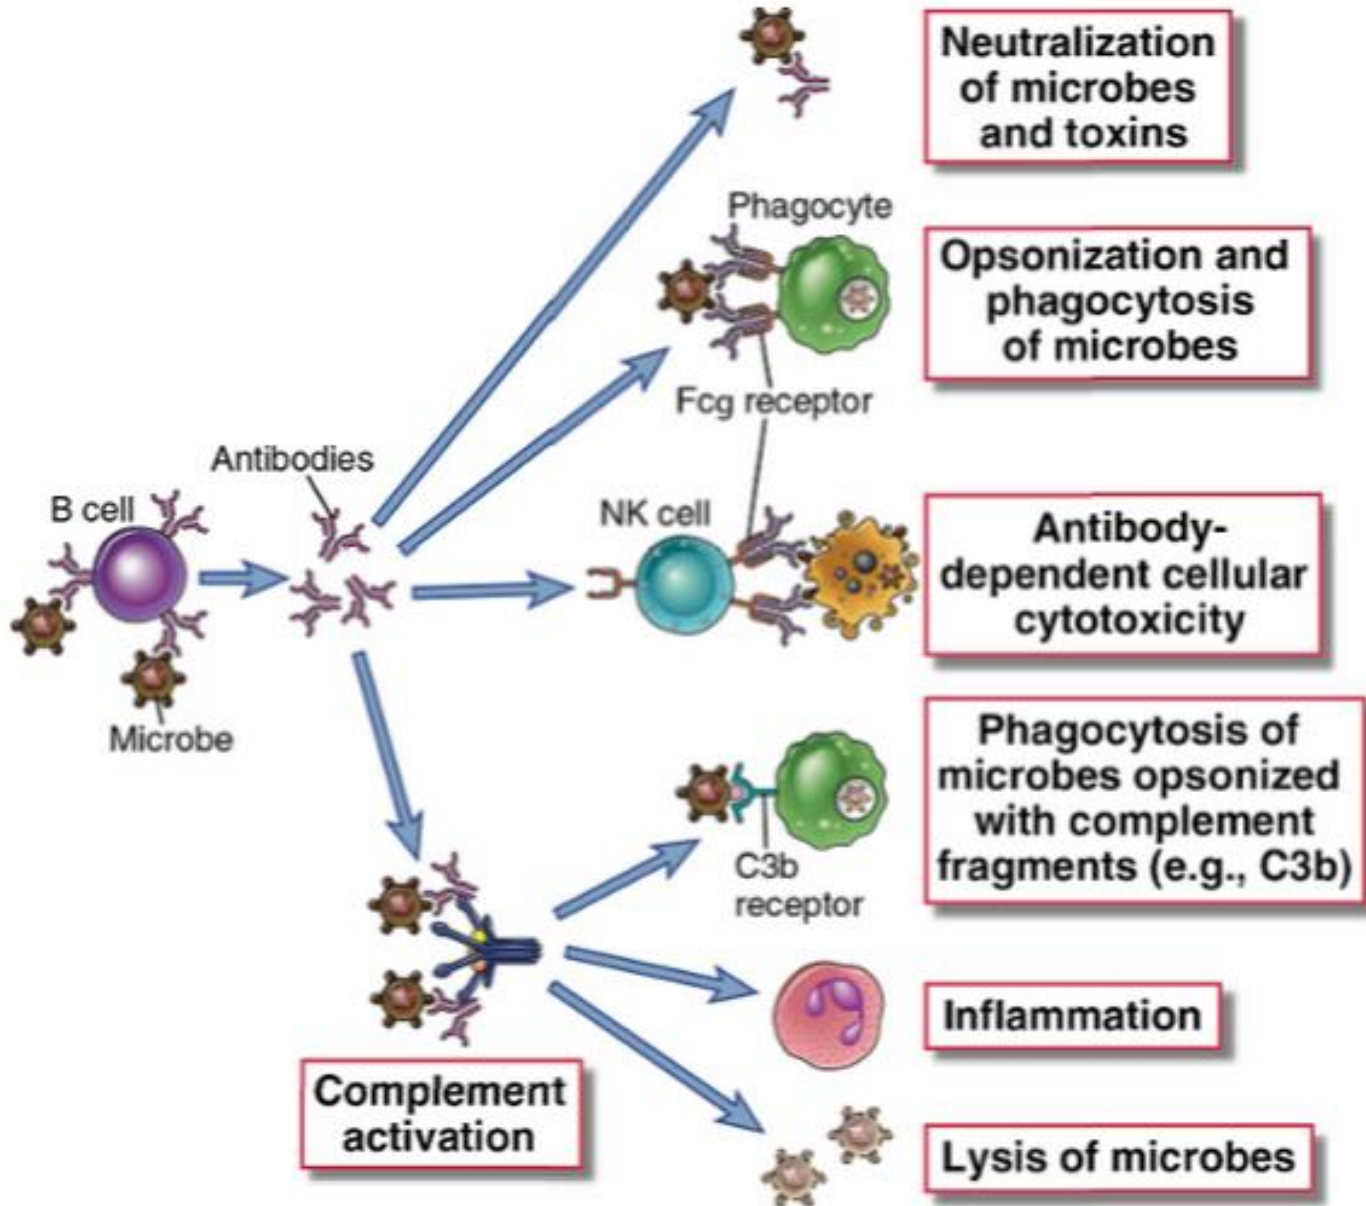 Neutralization
of microbes
and toxins
Phagocyte
Opsonization and
phagocytosis
of microbes
Fcg receptor
Antibodies
B cell
NK cell
Antibody-
dependent cellular
cytotoxicity
Microbe
Phagocytosis of
microbes opsonized
with complement
fragments (e.g., C3b)
C3b
receptor
Inflammation
Complement
activation
Lysis of microbes